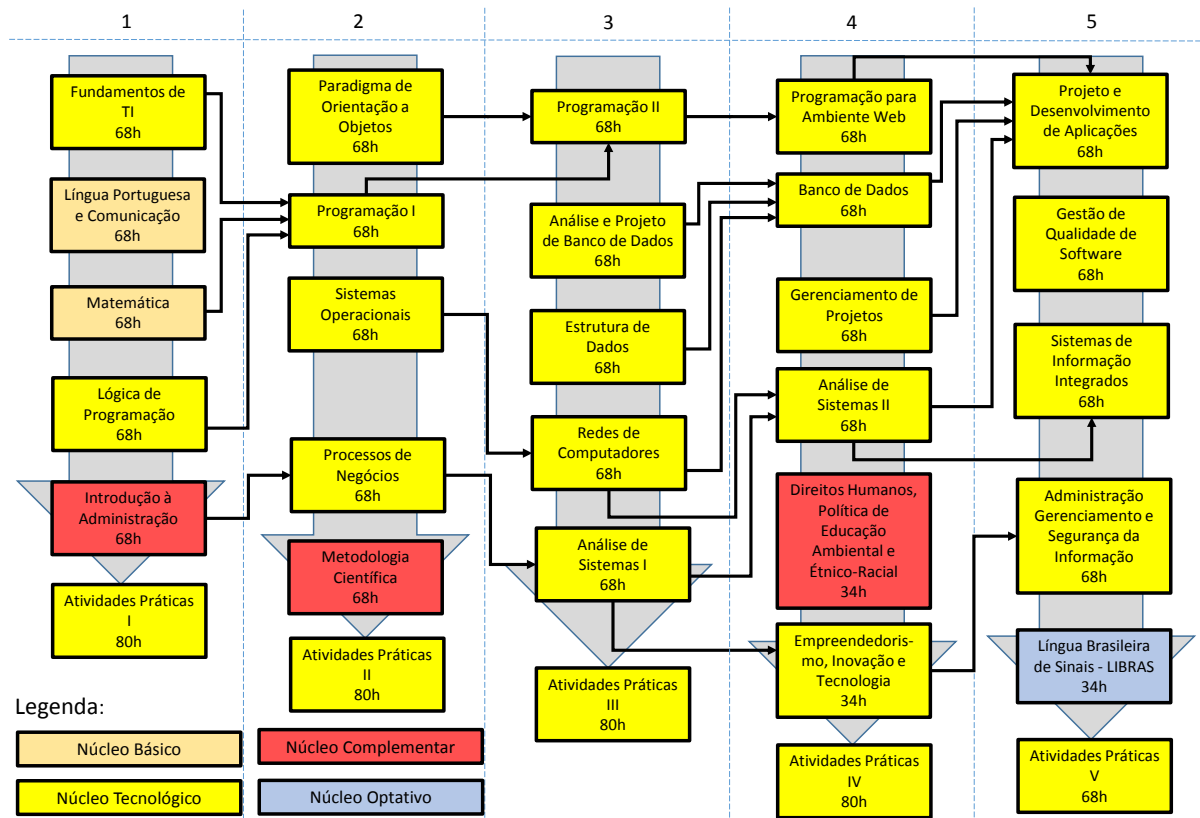 1
2
3
4
5
Fundamentos de
TI
68h
Língua Portuguesa
e Comunicação
68h
Matemática
68h
Lógica de
Programação
68h
Introdução à
Administração
68h
Atividades Práticas
I
80h
Paradigma de
Orientação a
Objetos
68h
Programação I
68h
Sistemas
Operacionais
68h
Processos de
Negócios
68h
Metodologia
Científica
68h
Atividades Práticas
II
80h
Programação II
68h
Análise e Projeto
de Banco de Dados
68h
Estrutura de
Dados
68h
Redes de
Computadores
68h
Análise de
Sistemas I
68h
Atividades Práticas
III
80h
Programação para
Ambiente Web
68h
Banco de Dados
68h
Gerenciamento de
Projetos
68h
Análise de
Sistemas II
68h
Direitos Humanos,
Política de
Educação
Ambiental e
Étnico-Racial
34h
Empreendedoris-
mo, Inovação e
Tecnologia
34h
Atividades Práticas
IV
80h
Projeto e
Desenvolvimento
de Aplicações
68h
Gestão de
Qualidade de
Software
68h
Sistemas de
Informação
Integrados
68h
Administração
Gerenciamento e
Segurança da
Informação
68h
Língua Brasileira
de Sinais - LIBRAS
34h
Atividades Práticas
V
68h
Legenda:
Núcleo Básico
Núcleo Complementar
Núcleo Tecnológico
Núcleo Optativo